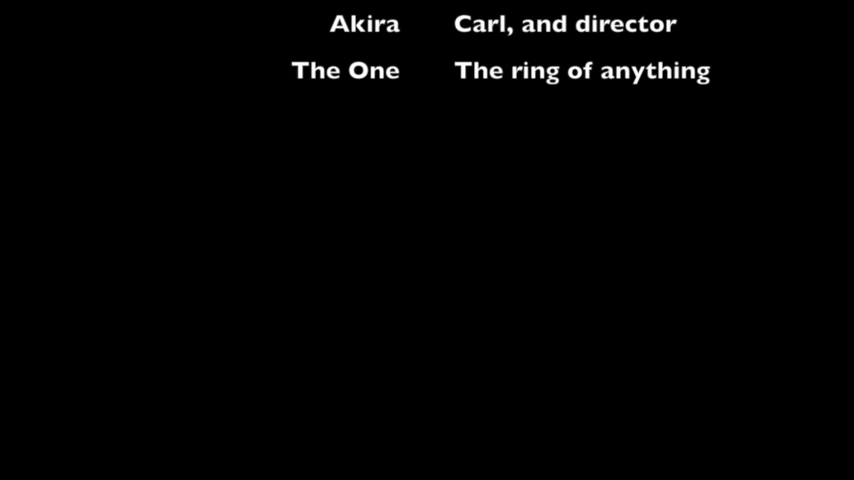 Akira Carl, and director
The One The ring of anything